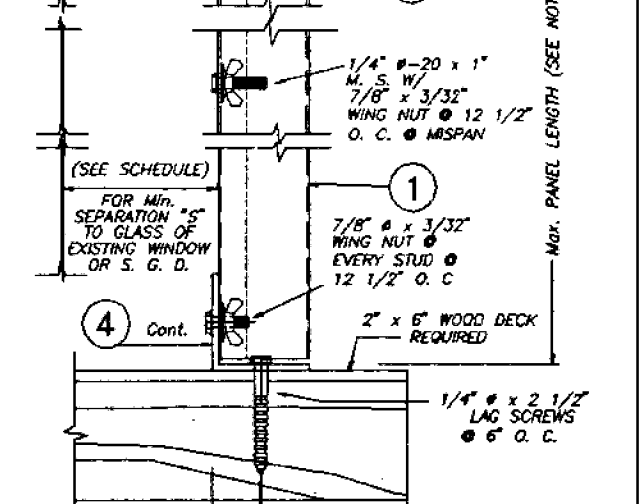 1/4" ø-20 x 1"
M. S. W/
7/8" x 3/32"
WING NUT @ 12 1/2"
O. C. @ MISPAN
Max. PANEL LENGTH (SEE NOT
(SEE SCHEDULE)
FOR Min.
SEPARATION "S"
TO GLASS OF
EXISTING WINDOW
OR S. G. D.
1
7/8" ø x 3/32"
WING NUT @
EVERY STUD @
12 1/2" O. C
4 Cont.
2" x 6" WOOD DECK
REQUIRED
1/4" ø x 2 1/2"
LAG SCREWS
@ 6" O. C.